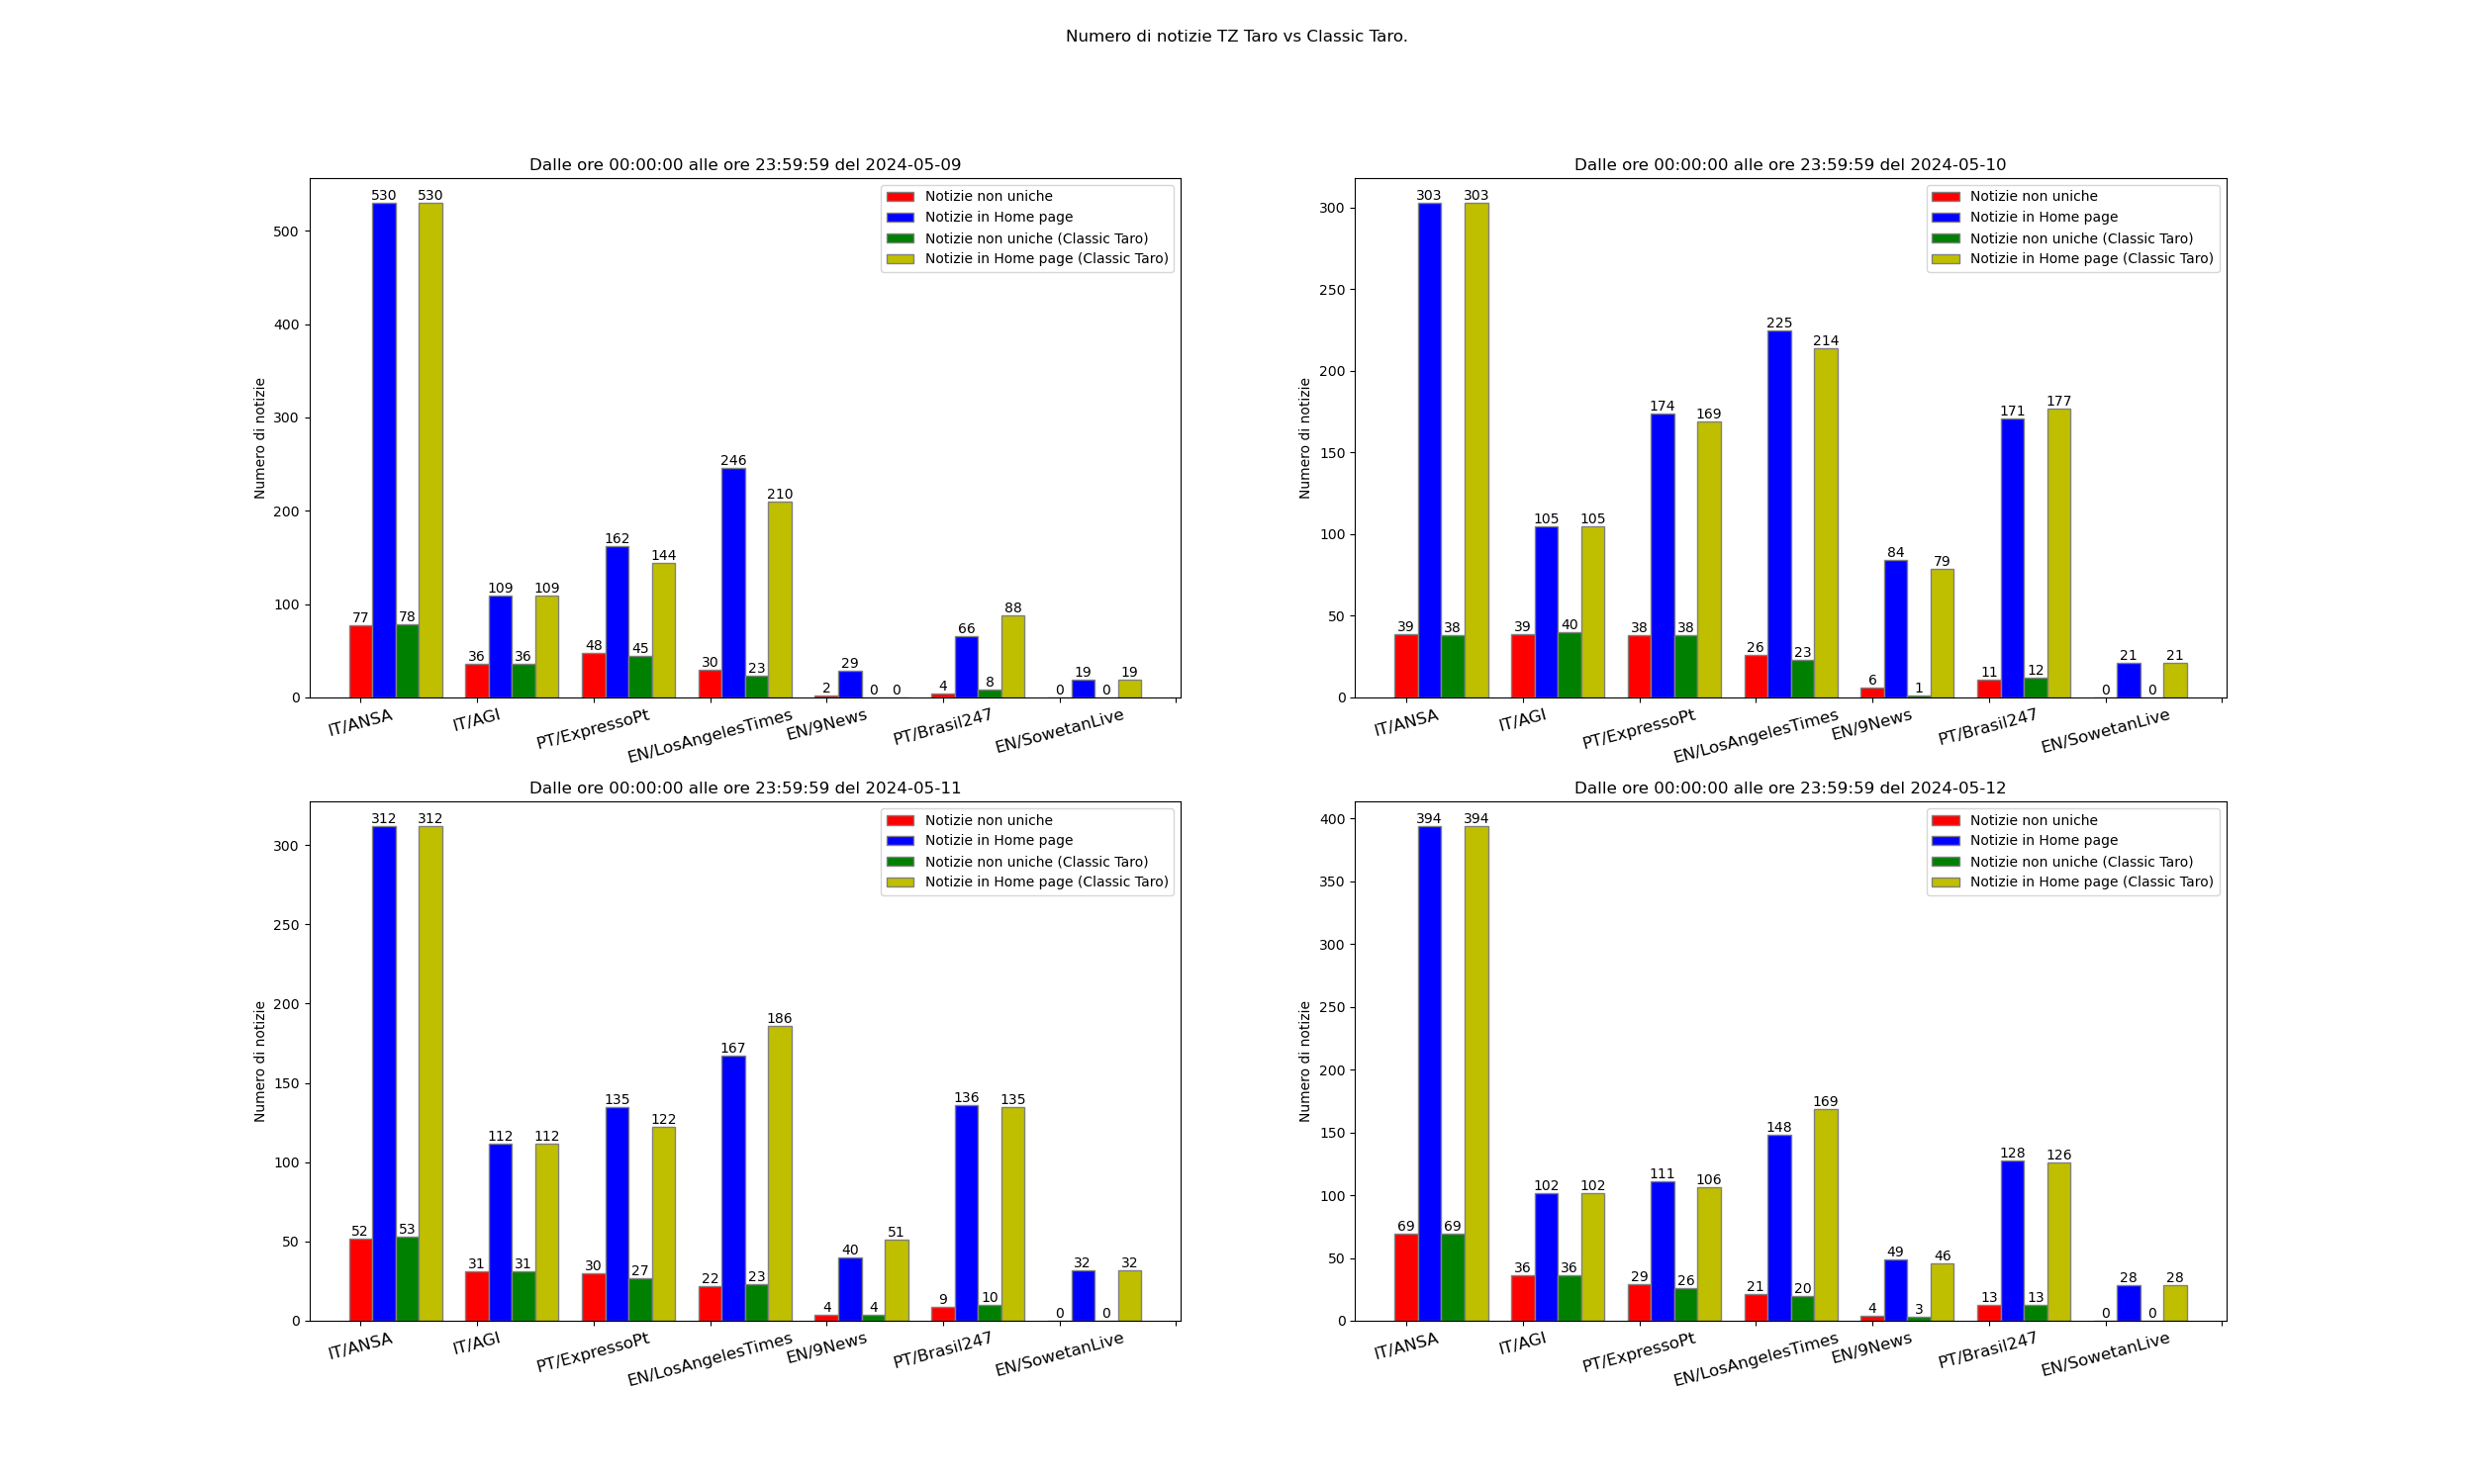 Numero di notizie TZ Taro vs Classic Taro.
Dalle ore 00:00:00 alle ore 23:59:59 del 2024-05-09
Numero di notizie
500
400
300
200
100
0
530 530
77 78
109 109
36 36
162 144
48 45
246 210
30 23
29
2 0 0
66 88
4 8
19 19
0 0
Notizie non uniche
Notizie in Home page
Notizie non uniche (Classic Taro)
Notizie in Home page (Classic Taro)
IT/ANSA IT/AGI PT/ExpressoPt EN/LosAngelesTimes EN/9News PT/Brasil247 EN/SowetanLive
Dalle ore 00:00:00 alle ore 23:59:59 del 2024-05-10
Numero di notizie
300
250
200
150
100
50
0
303 303
39 38
105 105
39 40
174 169
38 38
225 214
26 23
84 79
6 1
171 177
11 12
21 21
0 0
Notizie non uniche
Notizie in Home page
Notizie non uniche (Classic Taro)
Notizie in Home page (Classic Taro)
IT/ANSA IT/AGI PT/ExpressoPt EN/LosAngelesTimes EN/9News PT/Brasil247 EN/SowetanLive
Dalle ore 00:00:00 alle ore 23:59:59 del 2024-05-11
Numero di notizie
300
250
200
150
100
50
0
312 312
52 53
112 112
31 31
135 122
30 27
167 186
22 23
40 51
4 4
136 135
9 10
32 32
0 0
Notizie non uniche
Notizie in Home page
Notizie non uniche (Classic Taro)
Notizie in Home page (Classic Taro)
IT/ANSA IT/AGI PT/ExpressoPt EN/LosAngelesTimes EN/9News PT/Brasil247 EN/SowetanLive
Dalle ore 00:00:00 alle ore 23:59:59 del 2024-05-12
Numero di notizie
400
350
300
250
200
150
100
50
0
394 394
69 69
102 102
36 36
111 106
29 26
148 169
21 20
49 46
4 3
128 126
13 13
28 28
0 0
Notizie non uniche
Notizie in Home page
Notizie non uniche (Classic Taro)
Notizie in Home page (Classic Taro)
IT/ANSA IT/AGI PT/ExpressoPt EN/LosAngelesTimes EN/9News PT/Brasil247 EN/SowetanLive